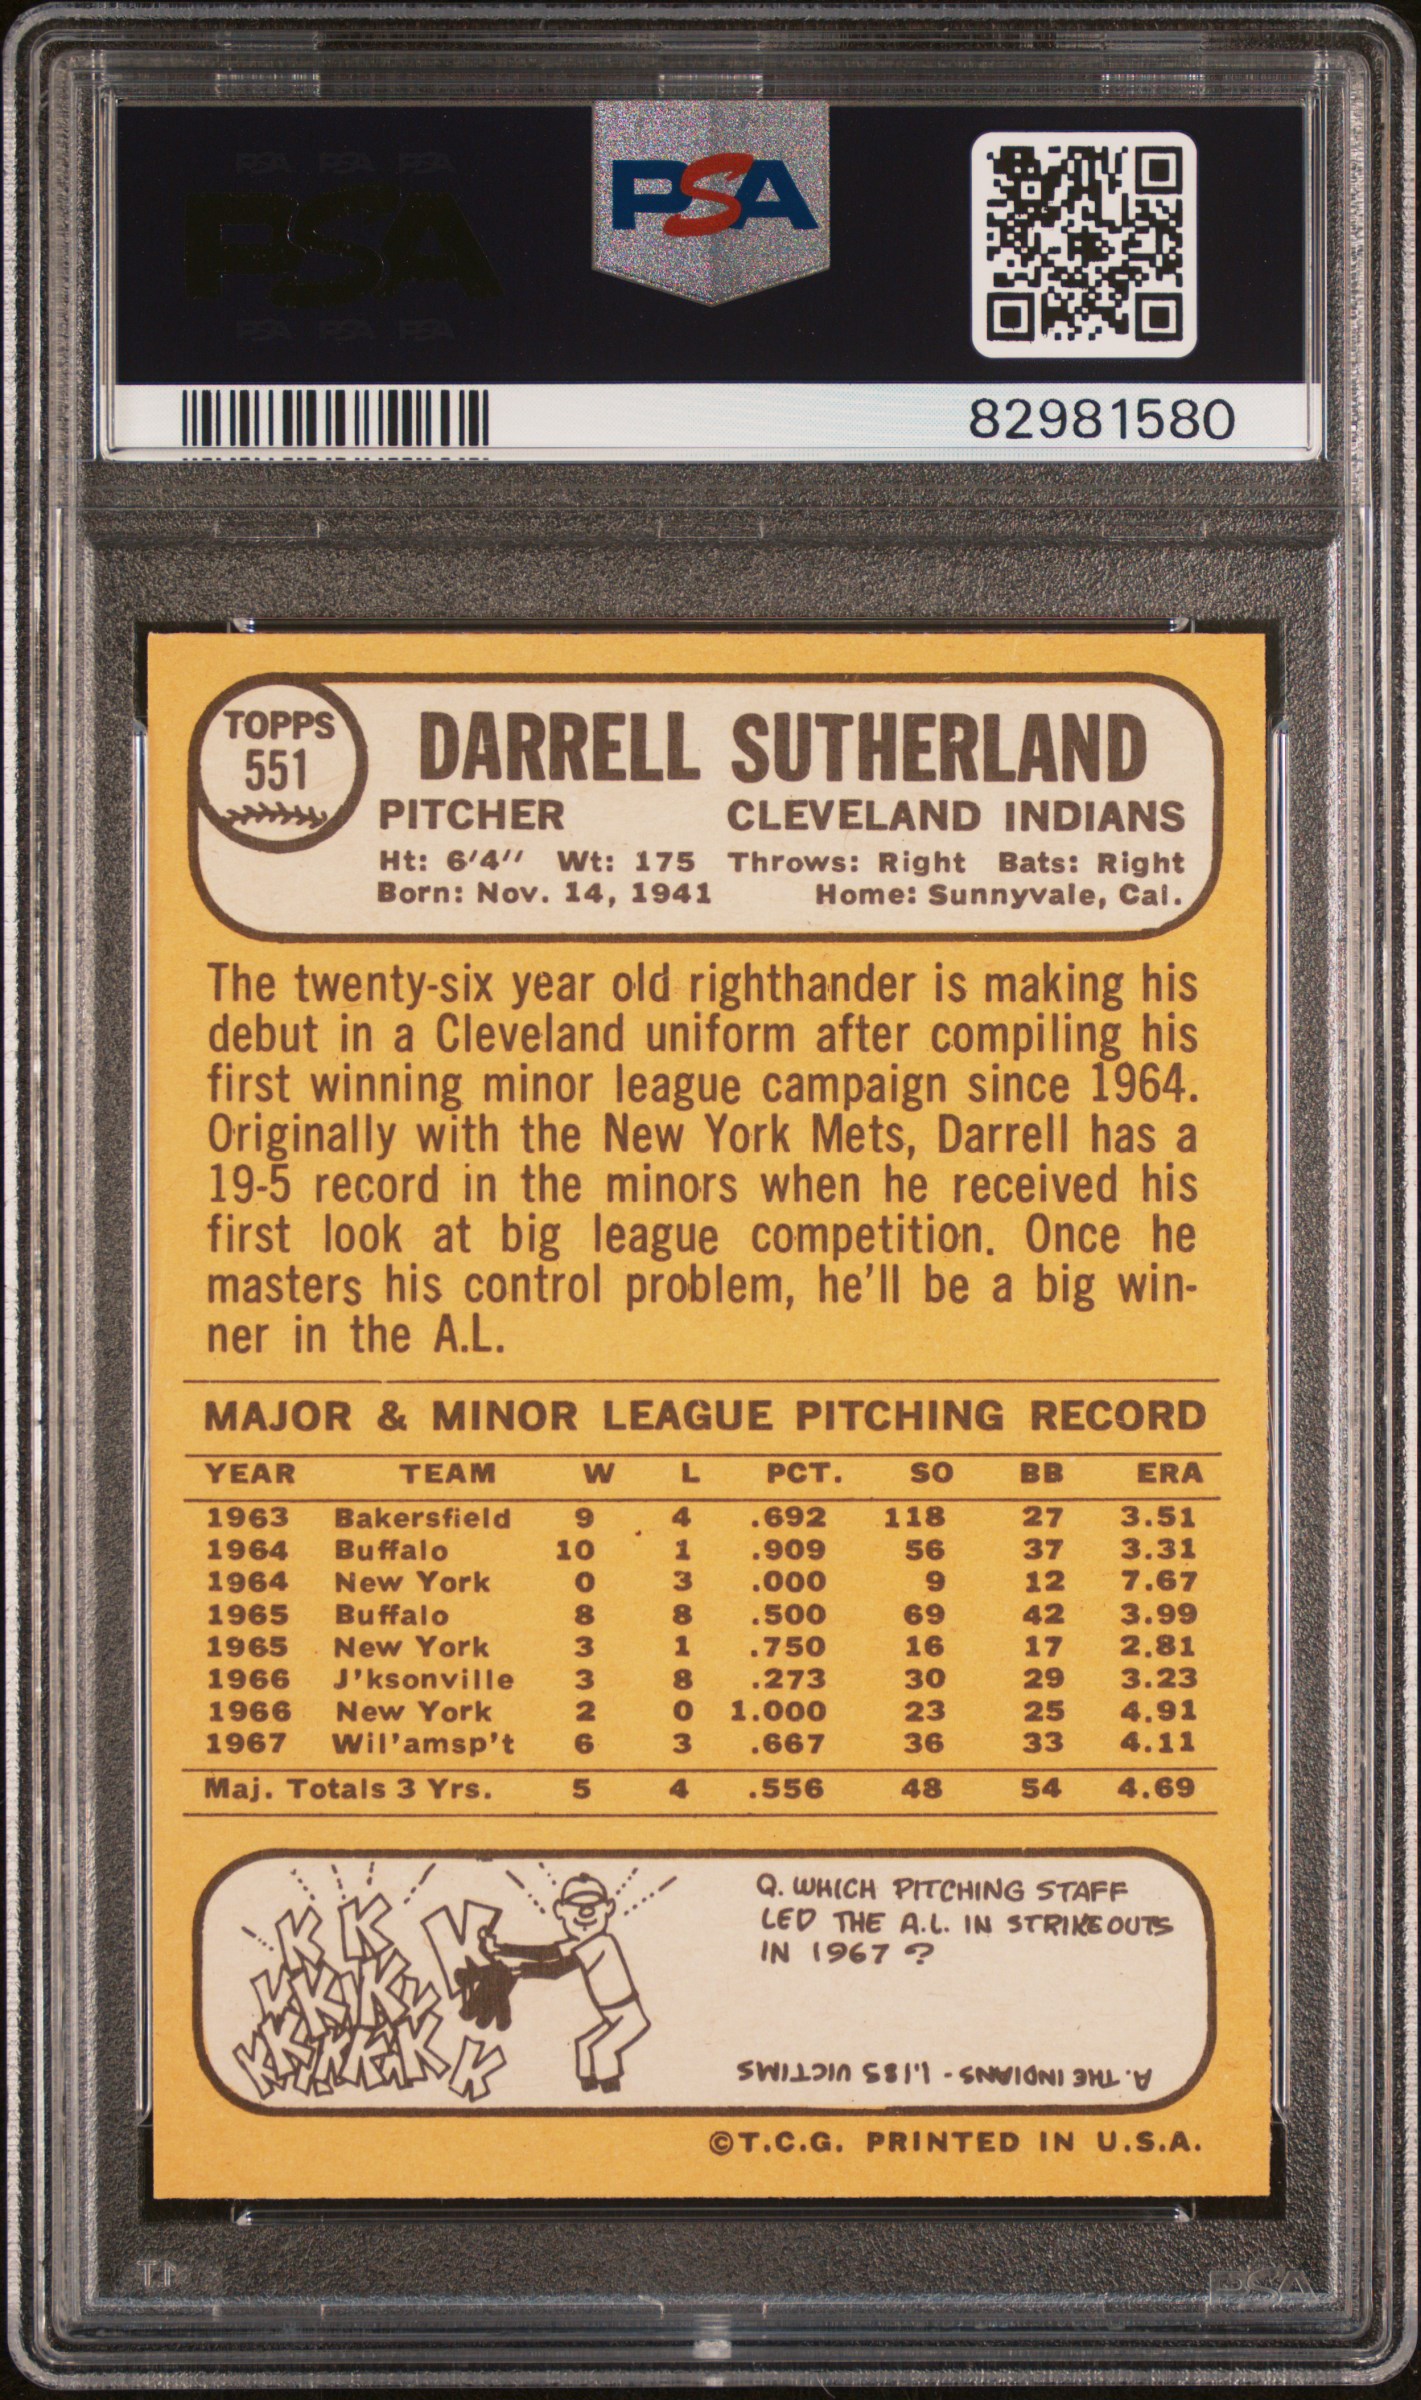 PSA PSA PSA
PSA
PSA PSA PSA
PSA
82981580
TOPPS
551
DARRELL SUTHERLAND
PITCHER CLEVELAND INDIANS
Ht: 6'4'' Wt: 175 Throws: Right Bats: Right
Born: Nov. 14, 1941 Home: Sunnyvale, Cal.
The twenty-six year old righthander is making his
debut in a Cleveland uniform after compiling his
first winning minor league campaign since 1964.
Originally with the New York Mets, Darrell has a
19-5 record in the minors when he received his
first look at big league competition. Once he
masters his control problem, he'll be a big win-
ner in the A.L.
MAJOR & MINOR LEAGUE PITCHING RECORD
YEAR TEAM W L PCT. SO BB ERA
1963 Bakersfield 9 4 .692 118 27 3.51
1964 Buffalo 10 1 .909 56 37 3.31
1964 New York 0 3 .000 9 12 7.67
1965 Buffalo 8 8 .500 69 42 3.99
1965 New York 3 1 .750 16 17 2.81
1966 J'ksonville 3 8 .273 30 29 3.23
1966 New York 2 0 1.000 23 25 4.91
1967 Wil'amsp't 6 3 .667 36 33 4.11
Maj. Totals 3 Yrs. 5 4 .556 48 54 4.69
K K K
K K K K
K K K K K K K
Q. WHICH PITCHING STAFF
LED THE A.L. IN STRIKEOUTS
IN 1967 ?
A. THE INDIANS - 1,185 VICTIMS
©T.C.G. PRINTED IN U.S.A.
PSA